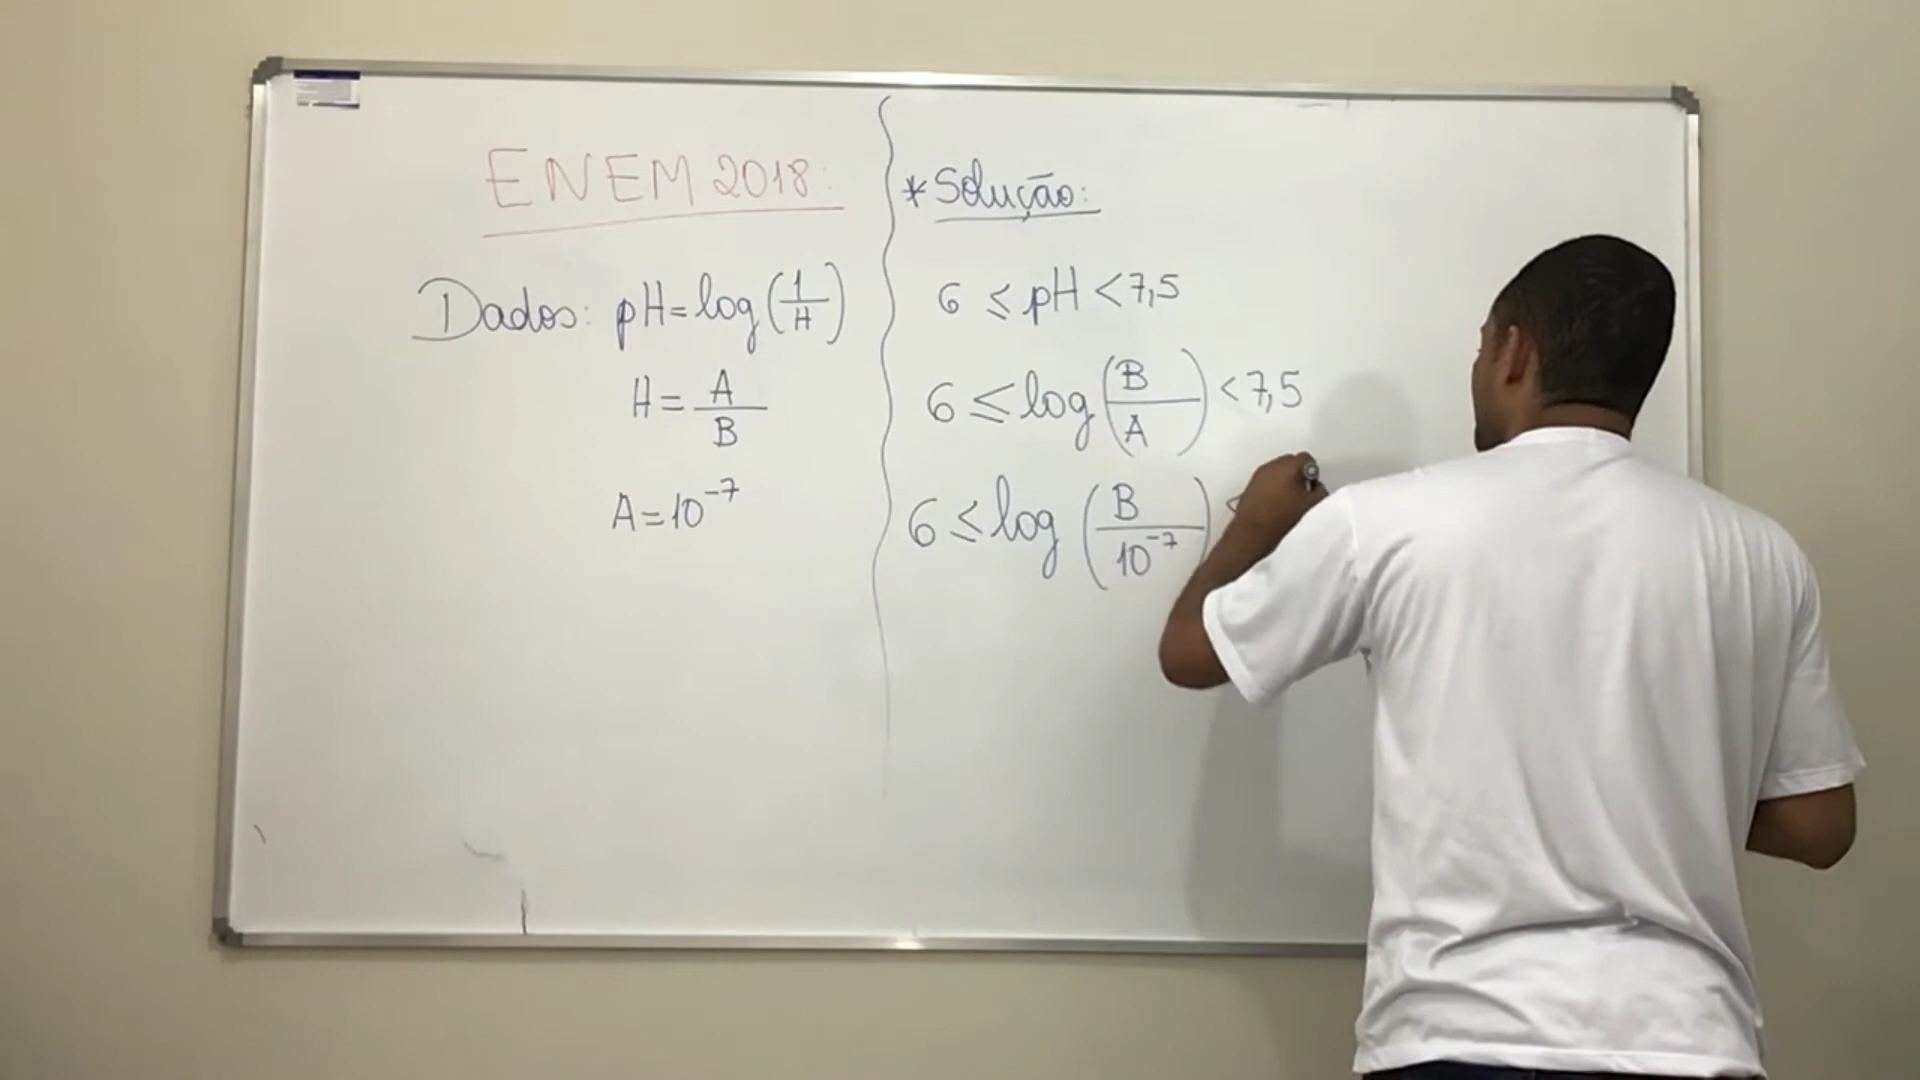 ENEM 2018:
Dados: pH = log(1/H)
H = A/B
A = 10⁻⁷
* Solução:
6 ≤ pH < 7,5
6 ≤ log(B/A) < 7,5
6 ≤ log(B/10⁻⁷) <